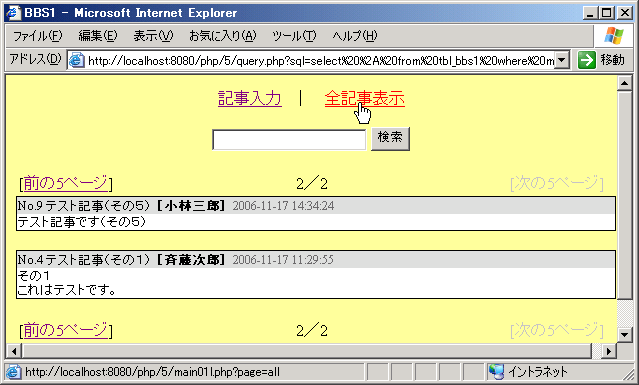 BBS1 - Microsoft Internet Explorer
ファイル(F) 編集(E) 表示(V) お気に入り(A) ツール(T) ヘルプ(H)
アドレス(D) http://localhost:8080/php/5/query.php?sql=select%20%2A%20from%20tbl_bbs1%20where%20m 移動
記事入力 | 全記事表示
検索
[前の5ページ] 2／2 [次の5ページ]
No.9 テスト記事（その５） [小林三郎] 2006-11-17 14:34:24
テスト記事です（その５）
No.4 テスト記事（その１） [斉藤次郎] 2006-11-17 11:29:55
その１
これはテストです。
[前の5ページ] 2／2 [次の5ページ]
http://localhost:8080/php/5/main01l.php?page=all イントラネット